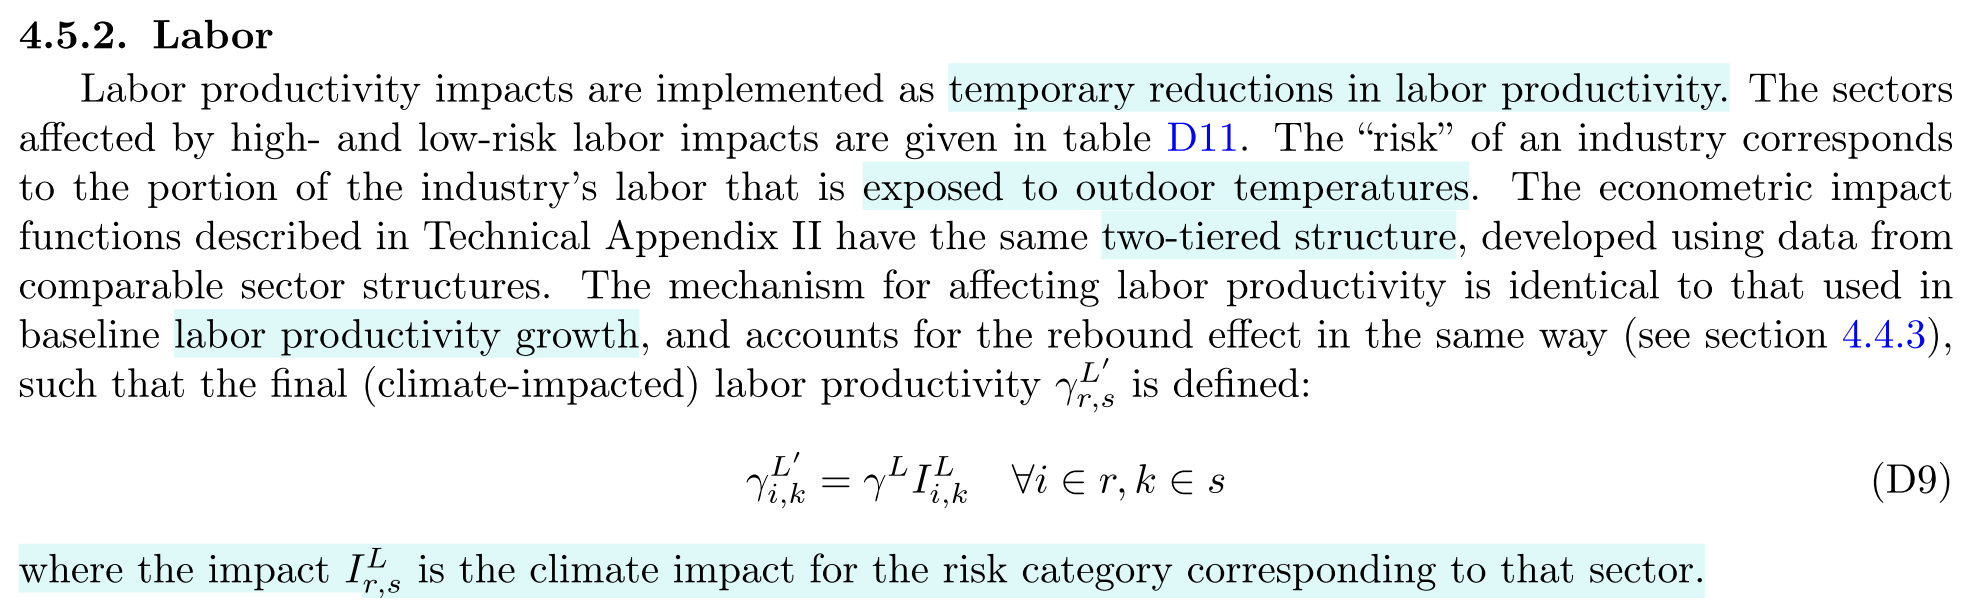 4.5.2. Labor
Labor productivity impacts are implemented as temporary reductions in labor productivity. The sectors
affected by high- and low-risk labor impacts are given in table D11. The “risk” of an industry corresponds
to the portion of the industry’s labor that is exposed to outdoor temperatures. The econometric impact
functions described in Technical Appendix II have the same two-tiered structure, developed using data from
comparable sector structures. The mechanism for affecting labor productivity is identical to that used in
baseline labor productivity growth, and accounts for the rebound effect in the same way (see section 4.4.3),
such that the final (climate-impacted) labor productivity $\gamma_{r,s}^{L'}$ is defined:
$\gamma_{i,k}^{L'} = \gamma^{L} I_{i,k}^{L} \quad \forall i \in r, k \in s$ (D9)
where the impact $I_{r,s}^{L}$ is the climate impact for the risk category corresponding to that sector.